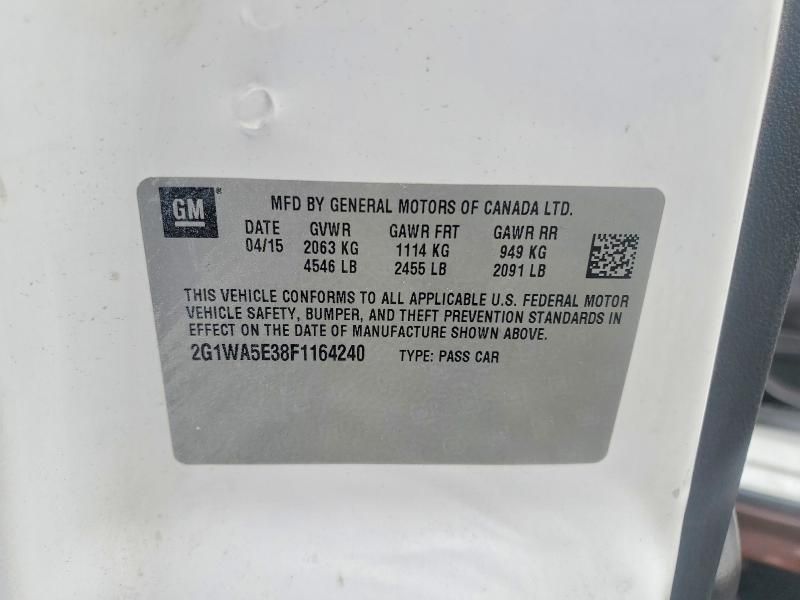 GM®
MFD BY GENERAL MOTORS OF CANADA LTD.
DATE GVWR GAWR FRT GAWR RR
04/15 2063 KG 1114 KG 949 KG
4546 LB 2455 LB 2091 LB
THIS VEHICLE CONFORMS TO ALL APPLICABLE U.S. FEDERAL MOTOR
VEHICLE SAFETY, BUMPER, AND THEFT PREVENTION STANDARDS IN
EFFECT ON THE DATE OF MANUFACTURE SHOWN ABOVE.
2G1WA5E38F1164240 TYPE: PASS CAR